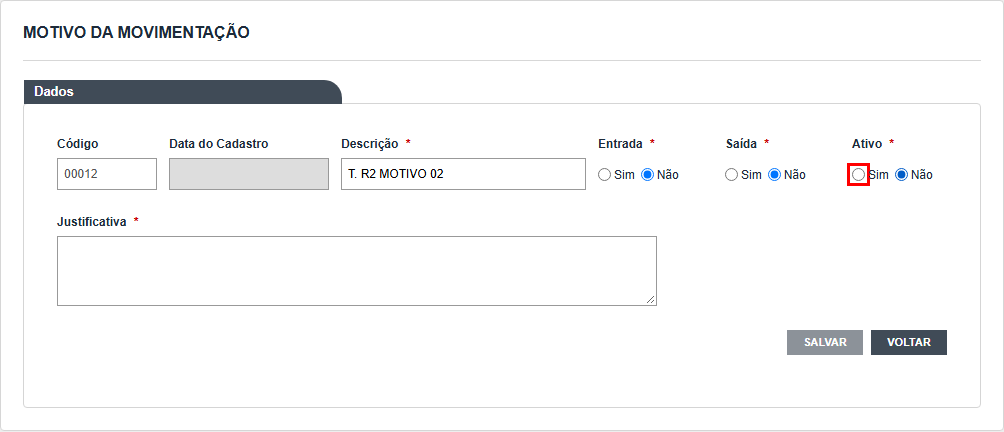 MOTIVO DA MOVIMENTAÇÃO
Dados
Código Data do Cadastro Descrição * Entrada * Saída * Ativo *
00012 T. R2 MOTIVO 02 Sim Não Sim Não Sim Não
Justificativa *
SALVAR VOLTAR